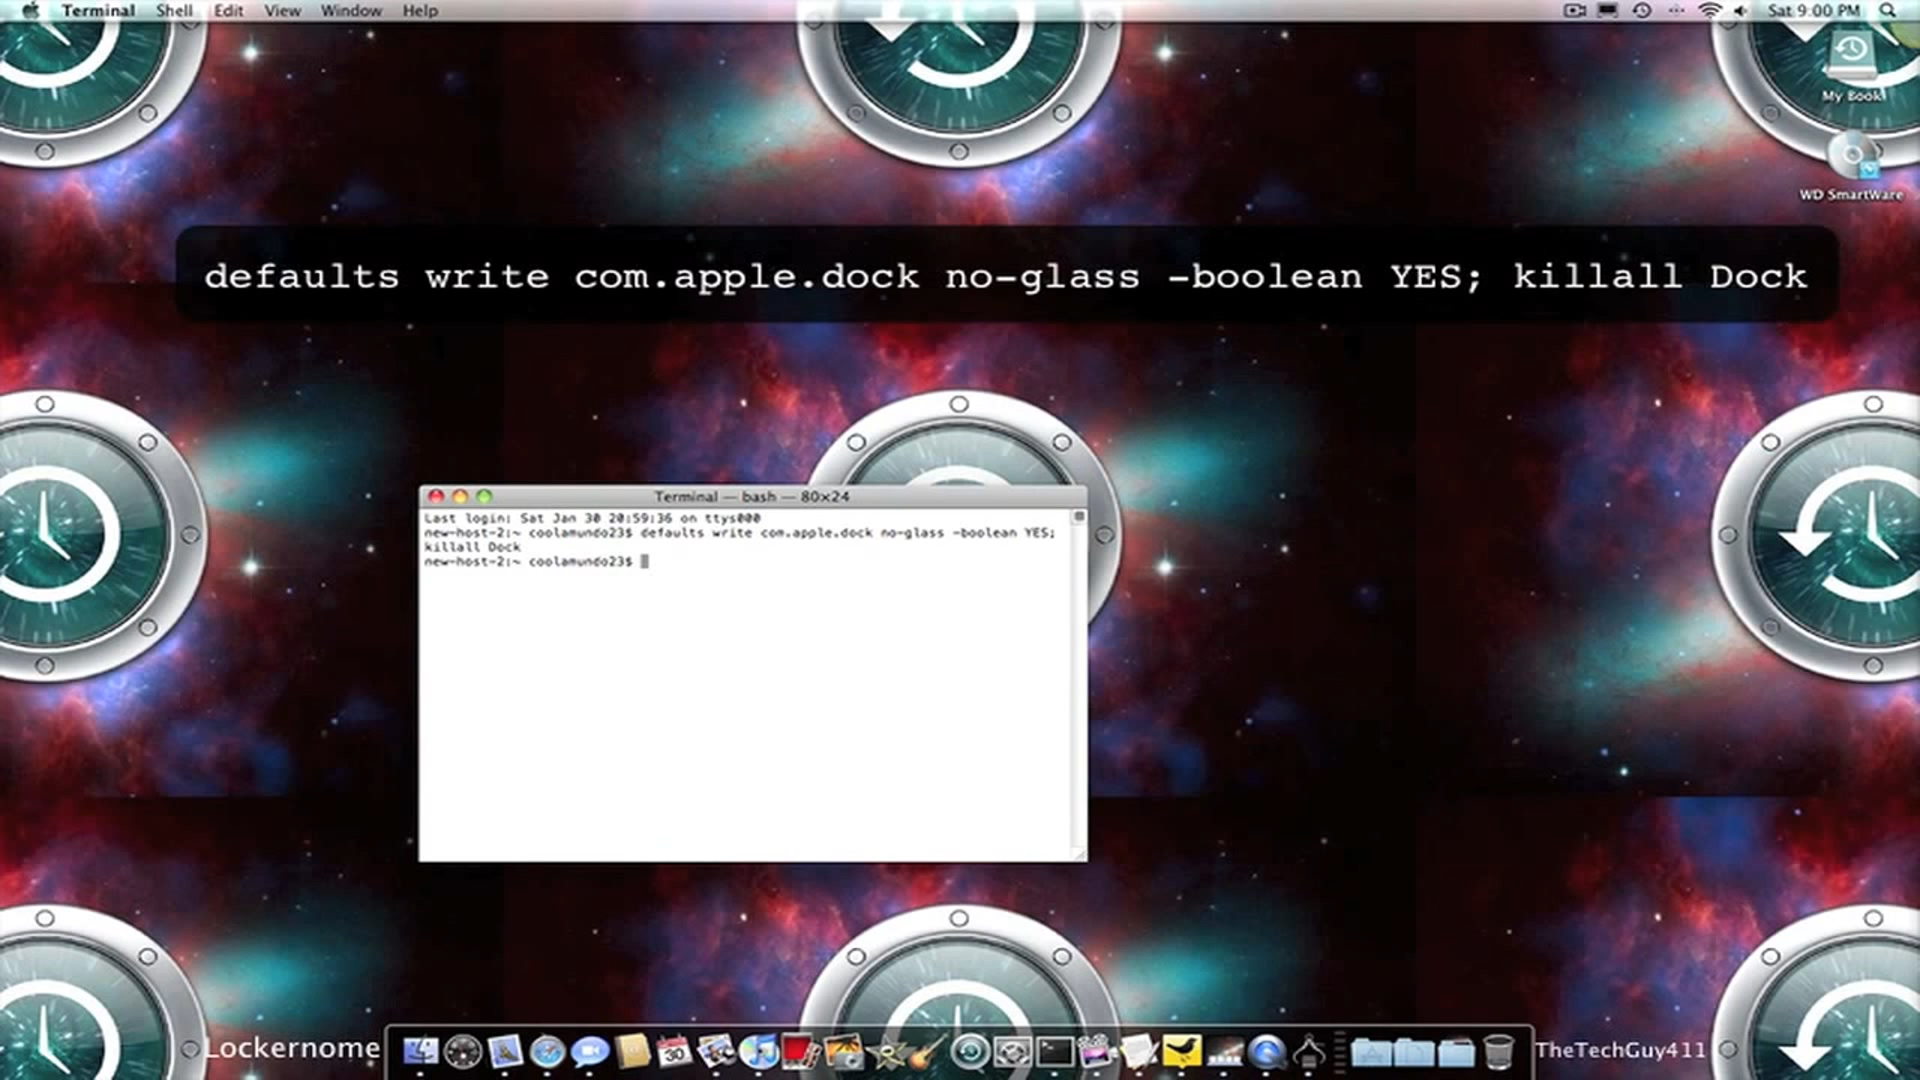 Terminal Shell Edit View Window Help
Sat 9:00 PM
My Book
WD SmartWare
defaults write com.apple.dock no-glass -boolean YES; killall Dock
Terminal — bash — 80×24
Last login: Sat Jan 30 20:59:36 on ttys000
new-host-2:~ coolamundo23$ defaults write com.apple.dock no-glass -boolean YES;
killall Dock
new-host-2:~ coolamundo23$
Lockernome
30
TheTechGuy411